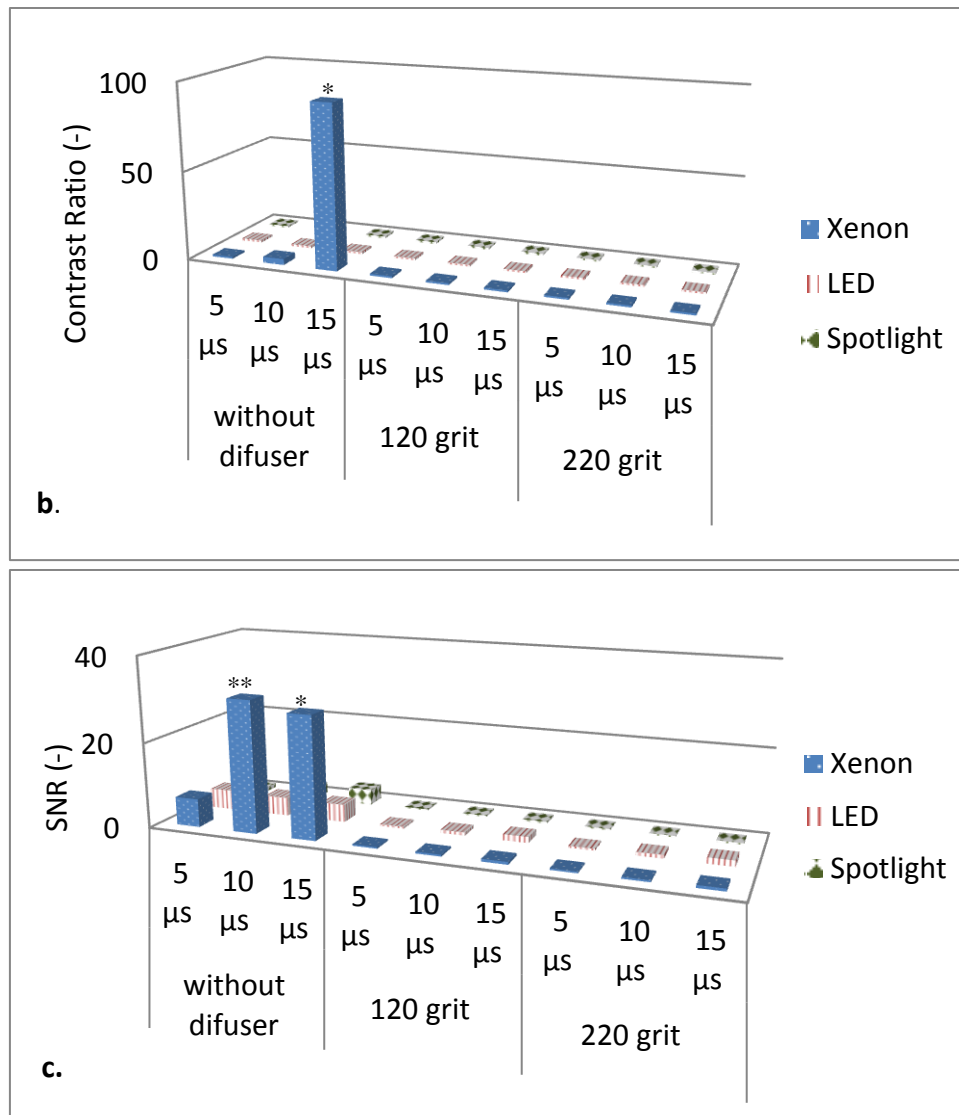 100
50
0
Contrast Ratio (-)
*
5 µs
10 µs
15 µs
5 µs
10 µs
15 µs
5 µs
10 µs
15 µs
without difuser
120 grit
220 grit
Xenon
LED
Spotlight
b.
40
20
0
SNR (-)
**
*
5 µs
10 µs
15 µs
5 µs
10 µs
15 µs
5 µs
10 µs
15 µs
without difuser
120 grit
220 grit
Xenon
LED
Spotlight
c.